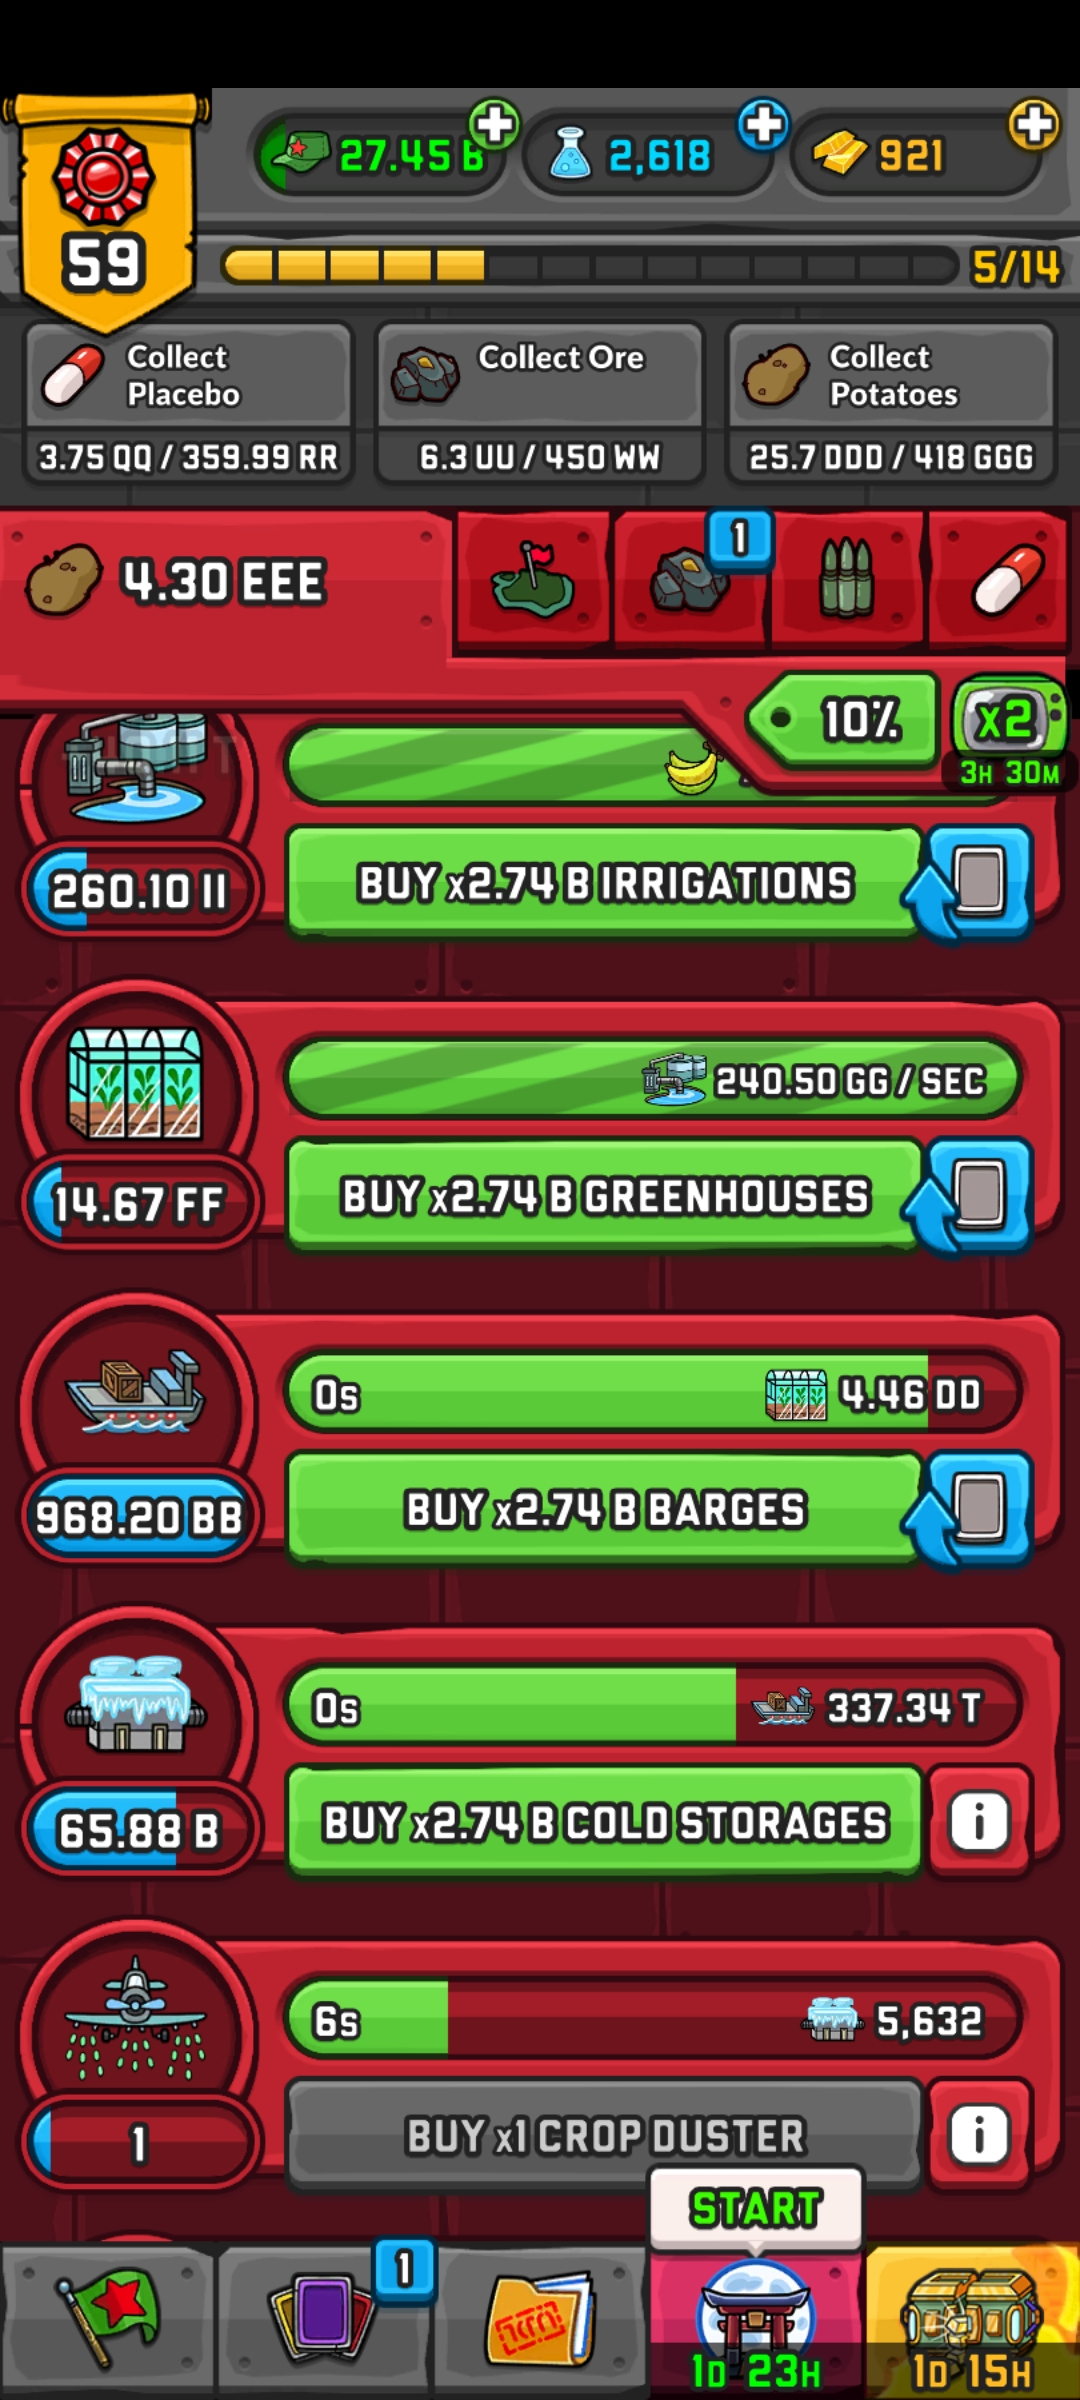 27.45 B
2,618
921
59
5/14
Collect Placebo
3.75 QQ / 359.99 RR
Collect Ore
6.3 UU / 450 WW
Collect Potatoes
25.7 DDD / 418 GGG
4.30 EEE
1
10%
x2
3H 30M
260.10 II
BUY x2.74 B IRRIGATIONS
240.50 GG / SEC
14.67 FF
BUY x2.74 B GREENHOUSES
0s
4.46 DD
968.20 BB
BUY x2.74 B BARGES
0s
337.34 T
65.88 B
BUY x2.74 B COLD STORAGES
i
6s
5,632
1
BUY x1 CROP DUSTER
i
START
1
1D 23H
1D 15H